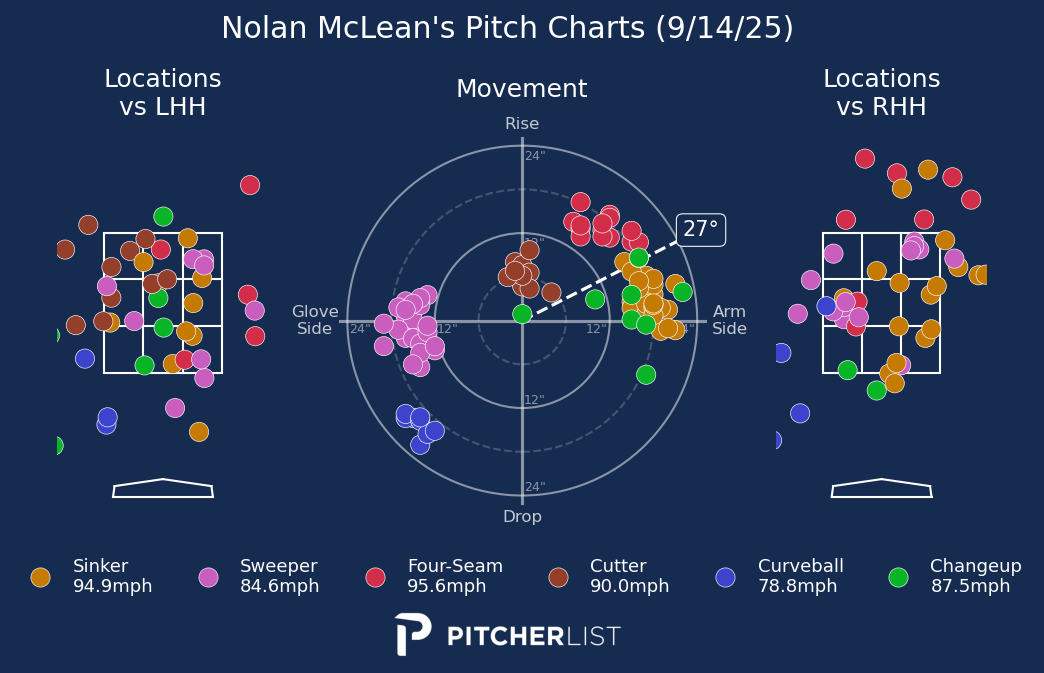 Nolan McLean's Pitch Charts (9/14/25)
Locations
vs LHH
Movement
Locations
vs RHH
Rise
24"
12"
27°
Glove
Side
24"
12"
12"
Arm
Side
12"
24"
Drop
Sinker
94.9mph
Sweeper
84.6mph
Four-Seam
95.6mph
Cutter
90.0mph
Curveball
78.8mph
Changeup
87.5mph
PITCHERLIST